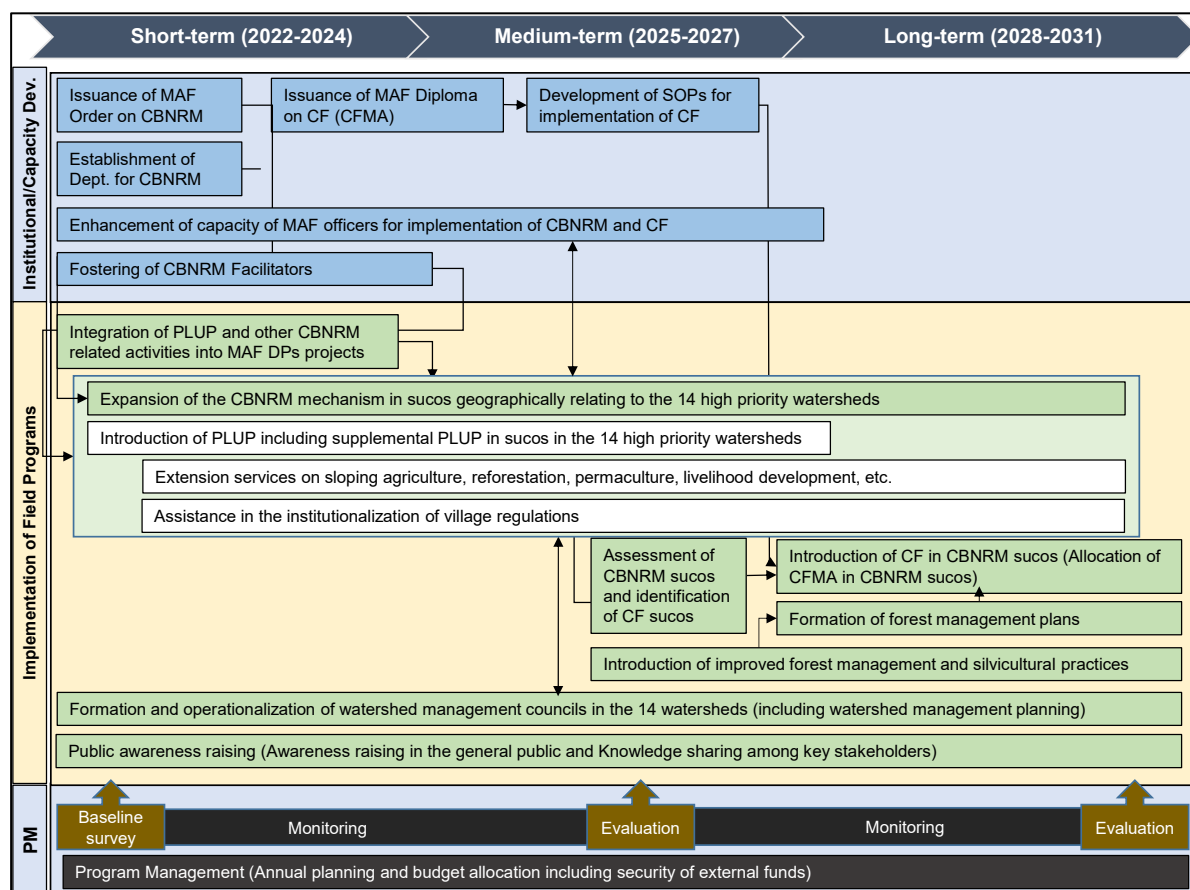 Short-term (2022-2024)
Medium-term (2025-2027)
Long-term (2028-2031)
Institutional/Capacity Dev.
Issuance of MAF
Order on CBNRM
Issuance of MAF Diploma
on CF (CFMA)
Development of SOPs for
implementation of CF
Establishment of
Dept. for CBNRM
Enhancement of capacity of MAF officers for implementation of CBNRM and CF
Fostering of CBNRM Facilitators
Implementation of Field Programs
Integration of PLUP and other CBNRM
related activities into MAF DPs projects
Expansion of the CBNRM mechanism in sucos geographically relating to the 14 high priority watersheds
Introduction of PLUP including supplemental PLUP in sucos in the 14 high priority watersheds
Extension services on sloping agriculture, reforestation, permaculture, livelihood development, etc.
Assistance in the institutionalization of village regulations
Assessment of
CBNRM sucos
and identification
of CF sucos
Introduction of CF in CBNRM sucos (Allocation of
CFMA in CBNRM sucos)
Formation of forest management plans
Introduction of improved forest management and silvicultural practices
Formation and operationalization of watershed management councils in the 14 watersheds (including watershed management planning)
Public awareness raising (Awareness raising in the general public and Knowledge sharing among key stakeholders)
PM
Baseline
survey
Monitoring
Evaluation
Monitoring
Evaluation
Program Management (Annual planning and budget allocation including security of external funds)